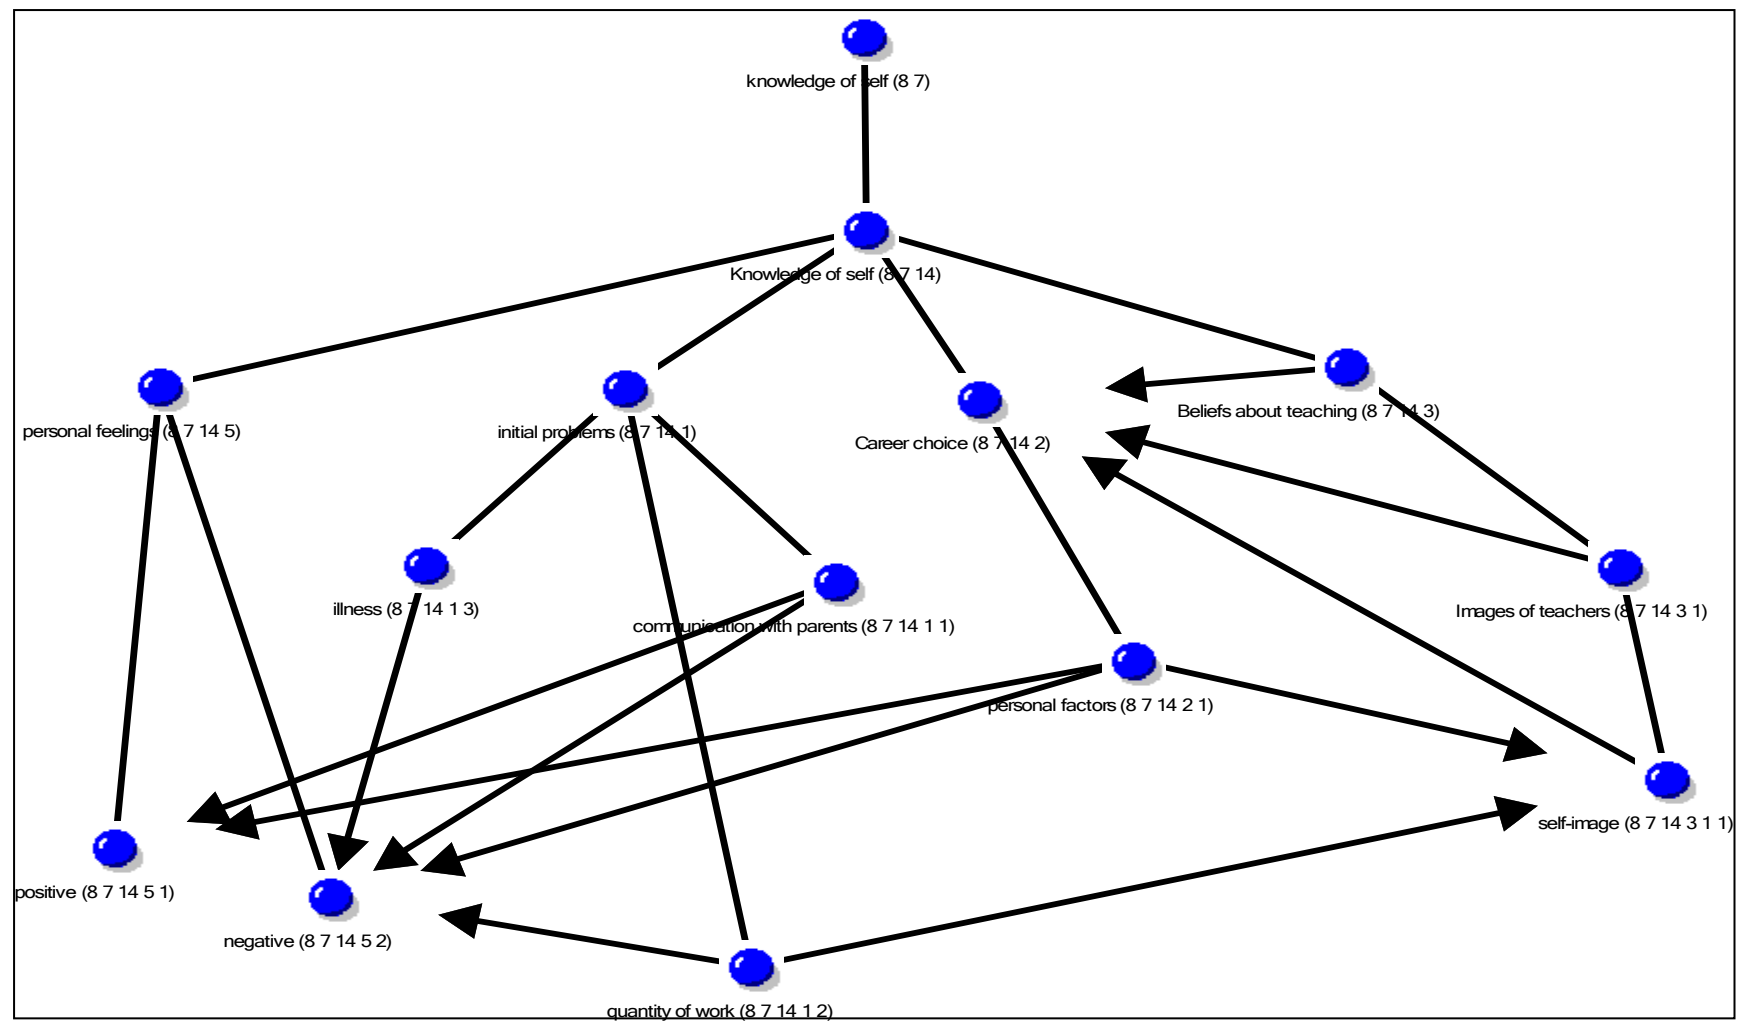 knowledge of self (8 7)
Knowledge of self (8 7 14)
Beliefs about teaching (8 7 14 3)
personal feelings (8 7 14 5)
initial problems (8 7 14 1)
Career choice (8 7 14 2)
illness (8 7 14 1 3)
Images of teachers (8 7 14 3 1)
communication with parents (8 7 14 1 1)
personal factors (8 7 14 2 1)
self-image (8 7 14 3 1 1)
positive (8 7 14 5 1)
negative (8 7 14 5 2)
quantity of work (8 7 14 1 2)